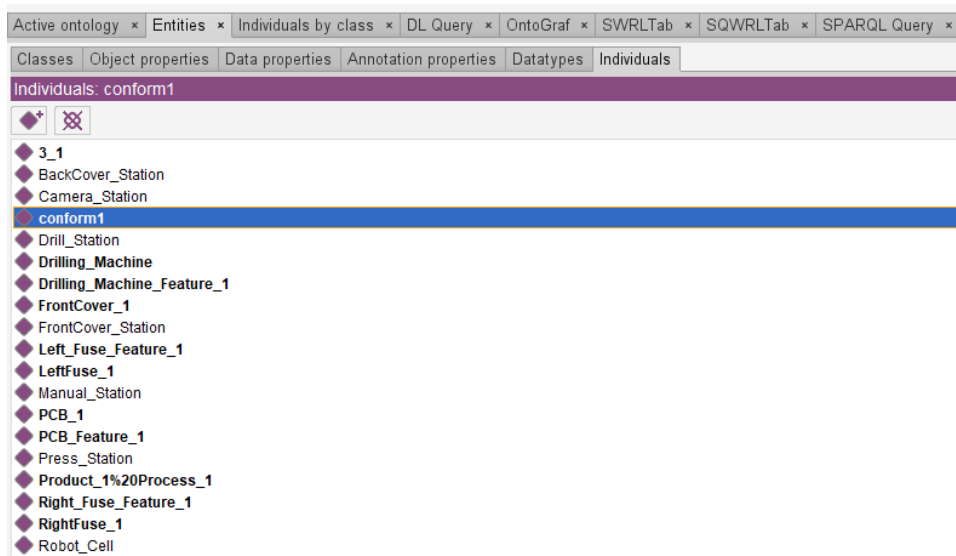 Active ontology × Entities × Individuals by class × DL Query × OntoGraf × SWRLTab × SQWRLTab × SPARQL Query ×
Classes Object properties Data properties Annotation properties Datatypes Individuals
Individuals: conform1
3_1
BackCover_Station
Camera_Station
conform1
Drill_Station
Drilling_Machine
Drilling_Machine_Feature_1
FrontCover_1
FrontCover_Station
Left_Fuse_Feature_1
LeftFuse_1
Manual_Station
PCB_1
PCB_Feature_1
Press_Station
Product_1%20Process_1
Right_Fuse_Feature_1
RightFuse_1
Robot_Cell